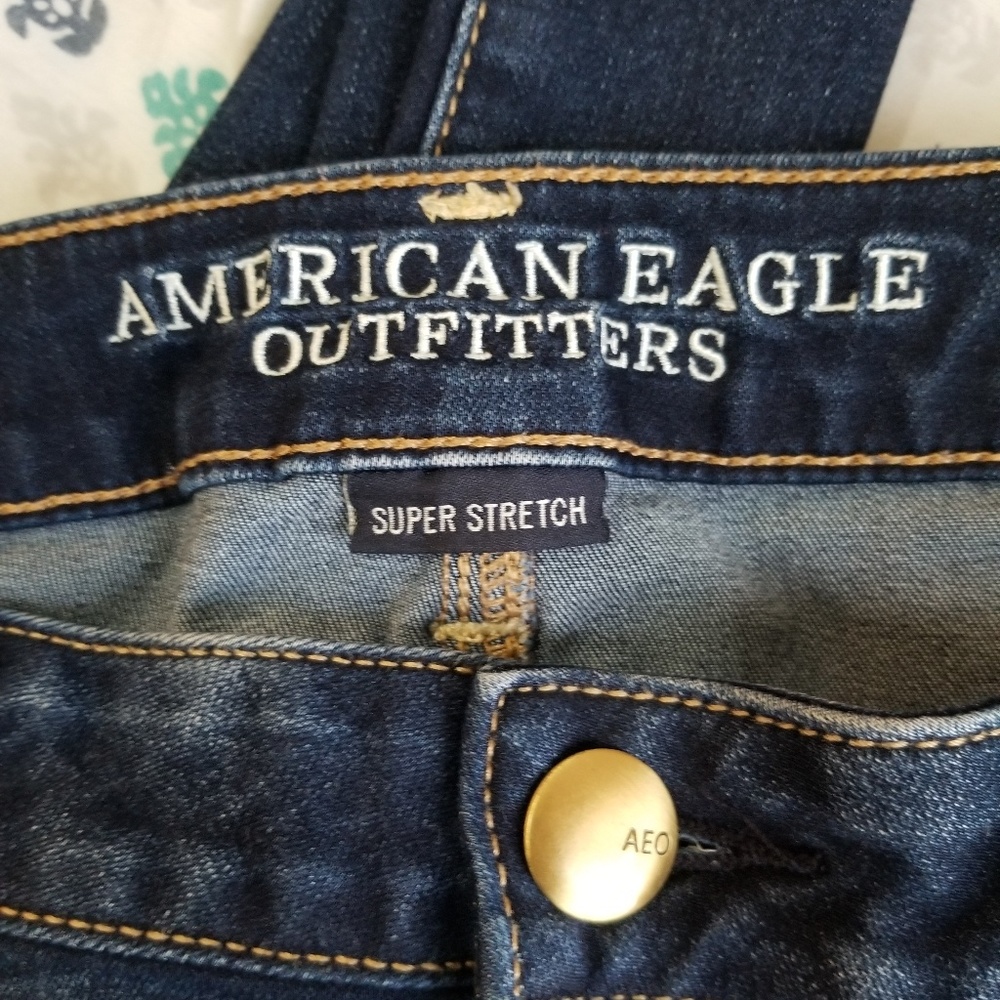 AMERICAN EAGLE
OUTFITTERS
SUPER STRETCH
AEO